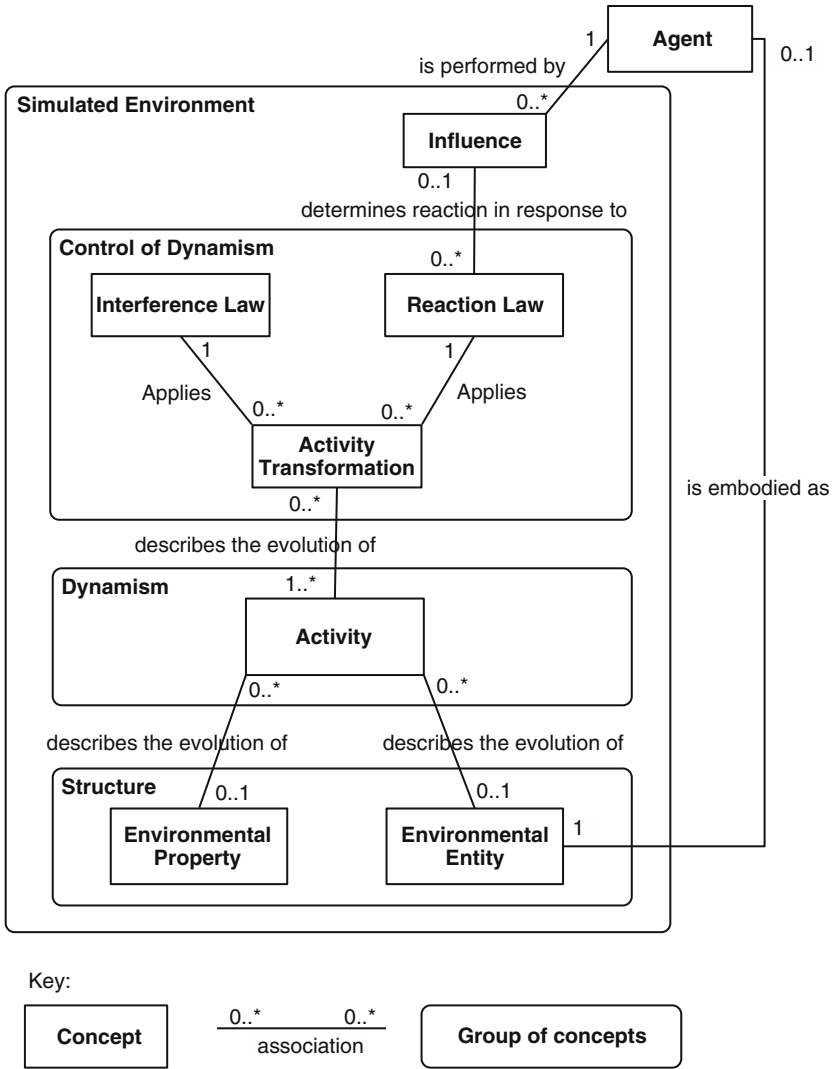 Agent
1
0..1
is performed by
0..*
Simulated Environment
Influence
0..1
determines reaction in response to
Control of Dynamism
0..*
Interference Law
Reaction Law
1
1
Applies
Applies
0..*
0..*
Activity
Transformation
0..*
is embodied as
describes the evolution of
Dynamism
1..*
Activity
0..*
0..*
describes the evolution of
describes the evolution of
Structure
0..1
0..1
Environmental
Property
Environmental
Entity
1
Key:
Concept
0..*
0..*
association
Group of concepts